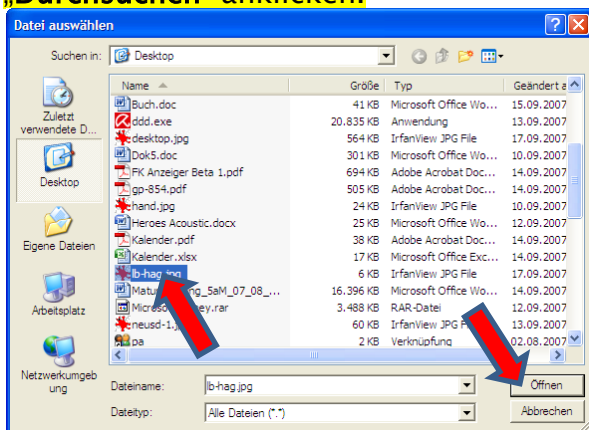 „Durchsuchen“ anklicken.
Datei auswählen
Suchen in: Desktop
Zuletzt
verwendete D...
Desktop
Eigene Dateien
Arbeitsplatz
Netzwerkumgeb
ung
Name Größe Typ Geändert a
Buch.doc 41 KB Microsoft Office Wo... 15.09.2007
ddd.exe 20.835 KB Anwendung 13.09.2007
desktop.jpg 564 KB IrfanView JPG File 17.09.2007
Dok5.doc 301 KB Microsoft Office Wo... 10.09.2007
FK Anzeiger Beta 1.pdf 694 KB Adobe Acrobat Doc... 14.09.2007
gp-854.pdf 505 KB Adobe Acrobat Doc... 14.09.2007
hand.jpg 24 KB IrfanView JPG File 10.09.2007
Heroes Acoustic.docx 25 KB Microsoft Office Wo... 12.09.2007
Kalender.pdf 38 KB Adobe Acrobat Doc... 14.09.2007
Kalender.xlsx 17 KB Microsoft Office Exc... 14.09.2007
lb-hag.jpg 6 KB IrfanView JPG File 17.09.2007
16.396 KB Microsoft Office Wo... 14.09.2007
3.488 KB RAR-Datei 12.09.2007
neusd-1. 60 KB IrfanView JPG 13.09.2007
pa 2 KB Verknüpfung 02.08.2007
Dateiname: lb-hag.jpg Öffnen
Dateityp: Alle Dateien (*.*) Abbrechen